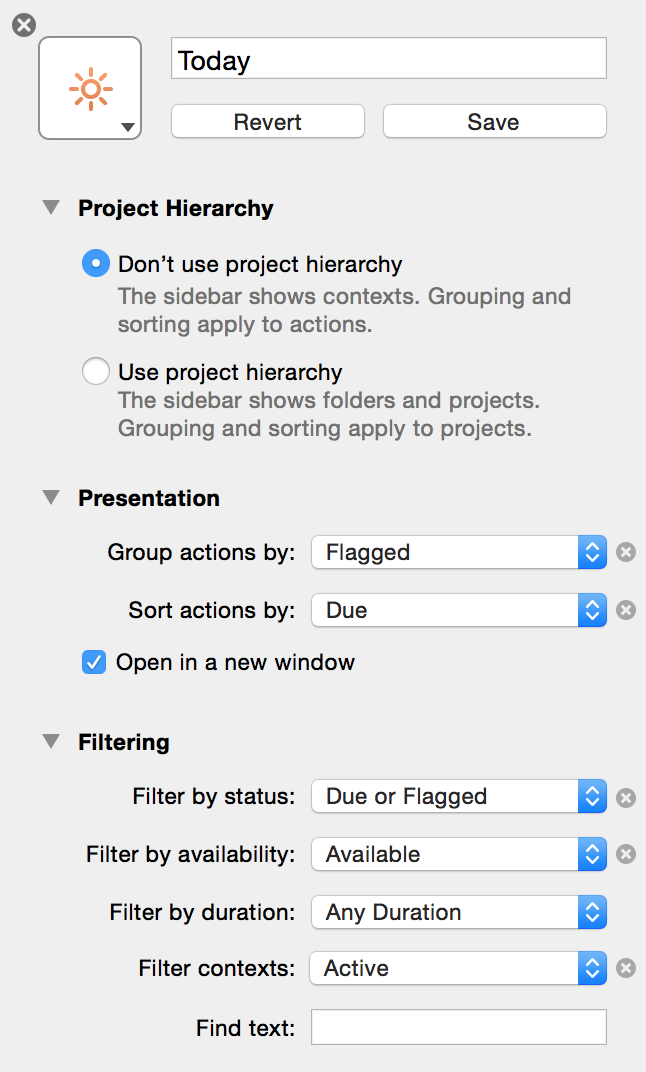 Today
Revert
Save
Project Hierarchy
Don’t use project hierarchy
The sidebar shows contexts. Grouping and
sorting apply to actions.
Use project hierarchy
The sidebar shows folders and projects.
Grouping and sorting apply to projects.
Presentation
Group actions by: Flagged
Sort actions by: Due
Open in a new window
Filtering
Filter by status: Due or Flagged
Filter by availability: Available
Filter by duration: Any Duration
Filter contexts: Active
Find text: